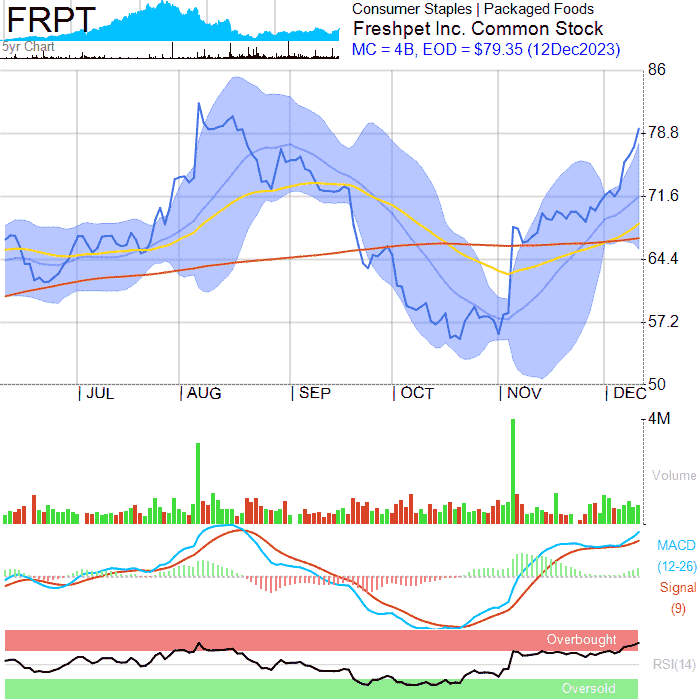 FRPT
5yr Chart
Consumer Staples | Packaged Foods
Freshpet Inc. Common Stock
MC = 4B, EOD = $79.35 (12Dec2023)
86
78.8
71.6
64.4
57.2
50
JUL AUG SEP OCT NOV DEC
4M
Volume
MACD
(12-26)
Signal
(9)
Overbought
RSI(14)
Oversold